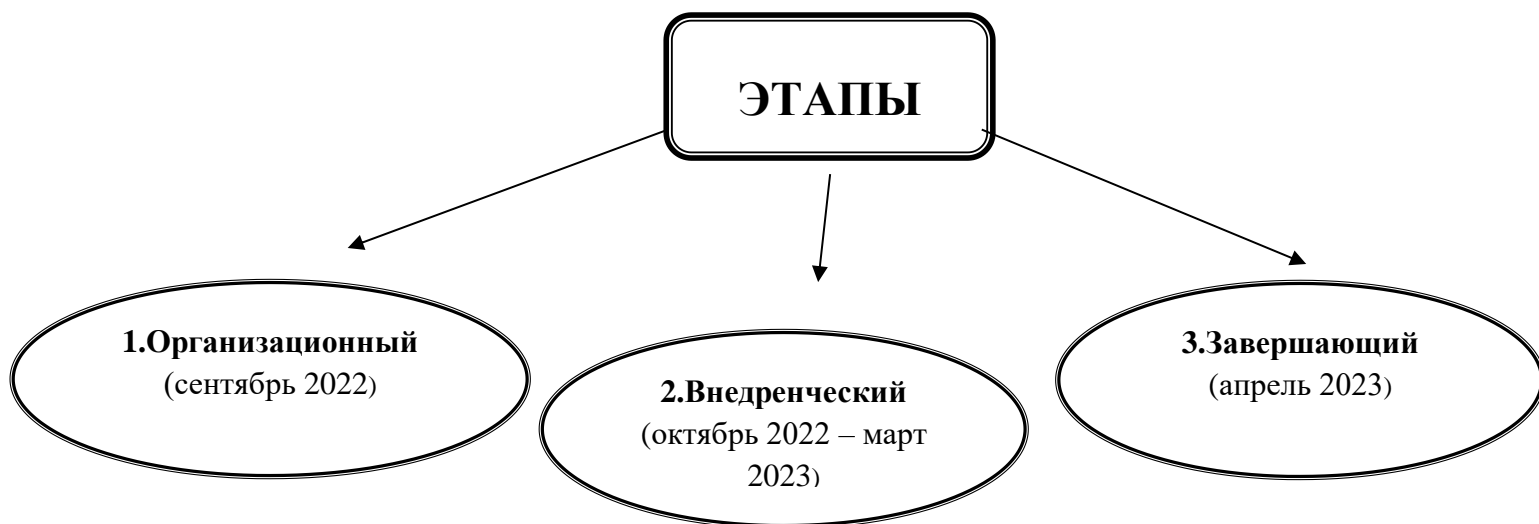 ЭТАПЫ
1.Организационный
(сентябрь 2022)
2.Внедренческий
(октябрь 2022 – март
2023)
3.Завершающий
(апрель 2023)